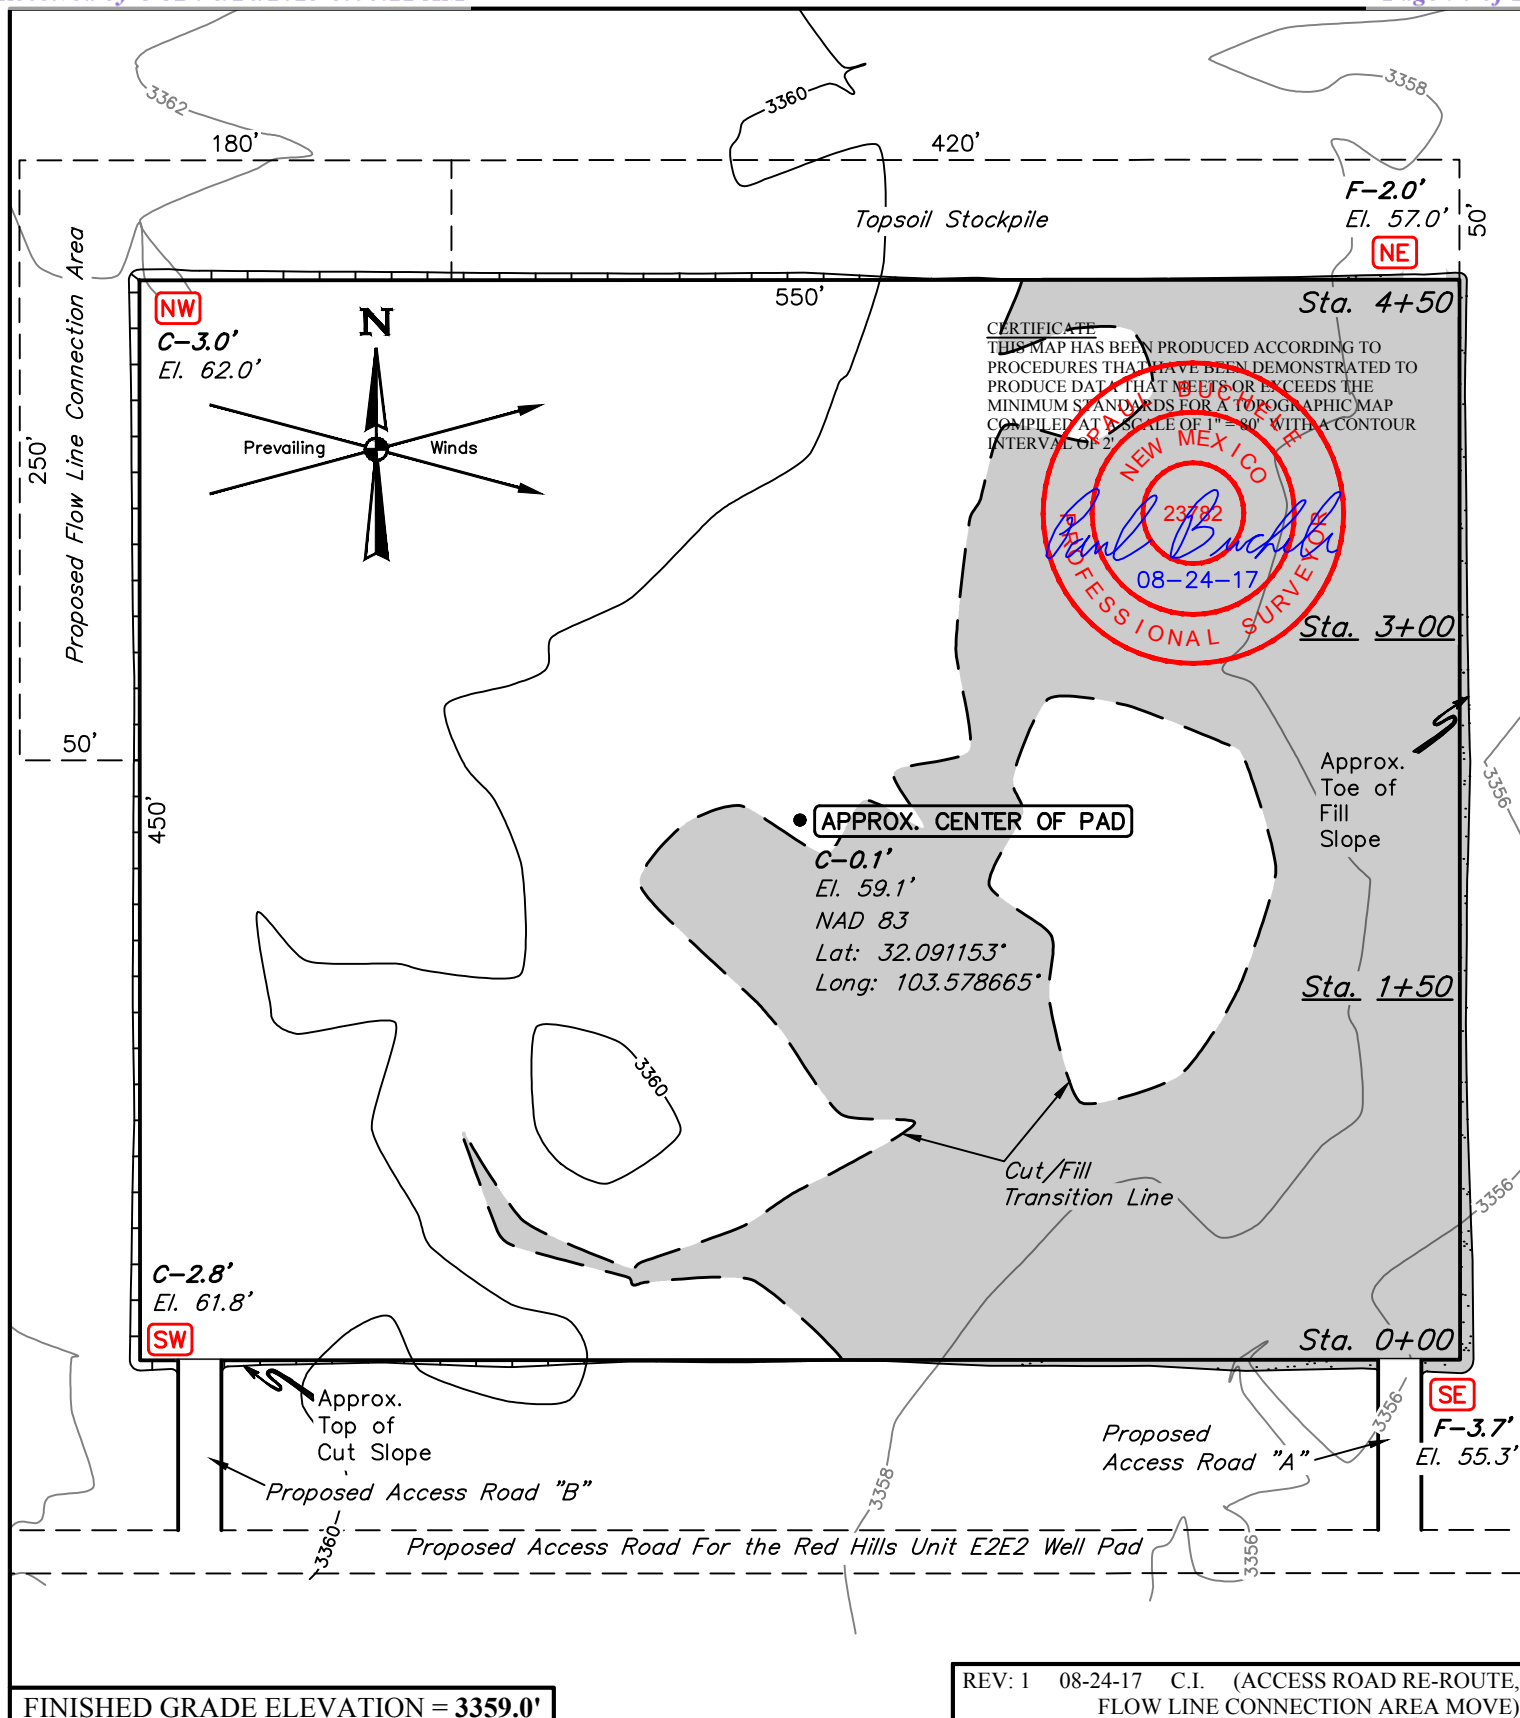 3362
3360
3358
180'
420'
F-2.0'
El. 57.0'
50'
NE
Topsoil Stockpile
Proposed Flow Line Connection Area
250'
50'
NW
C-3.0'
El. 62.0'
N
Prevailing Winds
550'
Sta. 4+50
CERTIFICATE
THIS MAP HAS BEEN PRODUCED ACCORDING TO
PROCEDURES THAT HAVE BEEN DEMONSTRATED TO
PRODUCE DATA THAT MEETS OR EXCEEDS THE
MINIMUM STANDARDS FOR A TOPOGRAPHIC MAP
COMPILED AT A SCALE OF 1" = 80' WITH A CONTOUR
INTERVAL OF 2'.
PAUL BUCHELE
NEW MEXICO
23782
Paul Buchele
08-24-17
PROFESSIONAL SURVEYOR
Sta. 3+00
Approx.
Toe of
Fill
Slope
3356
450'
APPROX. CENTER OF PAD
C-0.1'
El. 59.1'
NAD 83
Lat: 32.091153°
Long: 103.578665°
Sta. 1+50
3360
Cut/Fill
Transition Line
3356
C-2.8'
El. 61.8'
SW
Sta. 0+00
SE
F-3.7'
El. 55.3'
Approx.
Top of
Cut Slope
Proposed Access Road "B"
Proposed
Access Road "A"
3356
3358
3360
3356
Proposed Access Road For the Red Hills Unit E2E2 Well Pad
REV: 1 08-24-17 C.I. (ACCESS ROAD RE-ROUTE,
FLOW LINE CONNECTION AREA MOVE)
FINISHED GRADE ELEVATION = 3359.0'